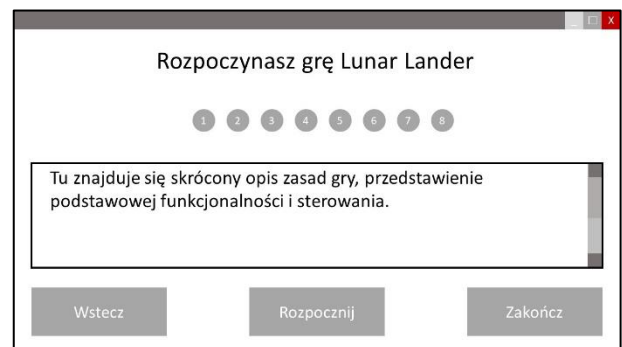 X
Rozpoczynasz grę Lunar Lander
1 2 3 4 5 6 7 8
Tu znajduje się skrócony opis zasad gry, przedstawienie
podstawowej funkcjonalności i sterowania.
Wstecz Rozpocznij Zakończ